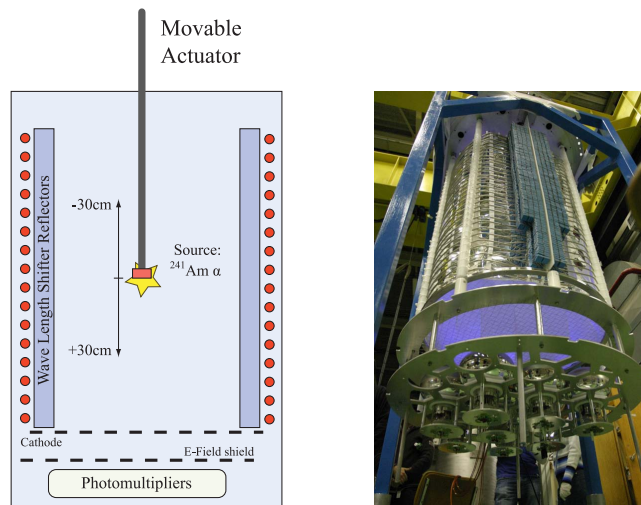 Movable
Actuator
-30cm
Source:
²⁴¹Am α
+30cm
Wave Length Shifter Reflectors
Cathode
E-Field shield
Photomultipliers